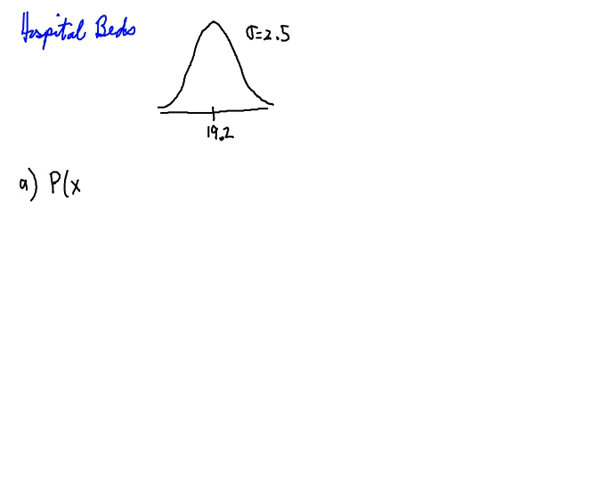 Hospital Beds
σ=2.5
19.2
a) P(x